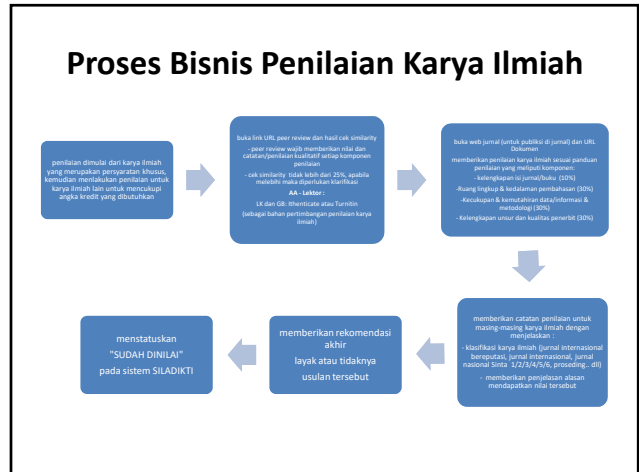 Proses Bisnis Penilaian Karya Ilmiah
penilaian dimulai dari karya ilmiah
yang merupakan persyaratan khusus,
kemudian menlakukan penilaian untuk
karya ilmiah lain untuk mencukupi
angka kredit yang dibutuhkan
buka link URL peer review dan hasil cek similarity
- peer review wajib memberikan nilai dan
catatan/penilaian kualitatif setiap komponen
penilaian
- cek similarity tidak lebih dari 25%, apabila
melebihi maka diperlukan klarifikasi
AA - Lektor :
LK dan GB: Ithenticate atau Turnitin
(sebagai bahan pertimbangan penilaian karya
ilmiah)
buka web jurnal (untuk publiksi di jurnal) dan URL
Dokumen
memberikan penilaian karya ilmiah sesuai panduan
penilaian yang meliputi komponen:
- kelengkapan isi jurnal/buku (10%)
-Ruang lingkup & kedalaman pembahasan (30%)
-Kecukupan & kemutahiran data/informasi &
metodologi (30%)
- Kelengkapan unsur dan kualitas penerbit (30%)
memberikan catatan penilaian untuk
masing-masing karya ilmiah dengan
menjelaskan :
- klasifikasi karya ilmiah (jurnal internasional
bereputasi, jurnal internasional, jurnal
nasional Sinta 1/2/3/4/5/6, proseding.. dll)
- memberikan penjelasan alasan
mendapatkan nilai tersebut
memberikan rekomendasi
akhir
layak atau tidaknya
usulan tersebut
menstatuskan
"SUDAH DINILAI"
pada sistem SILADIKTI